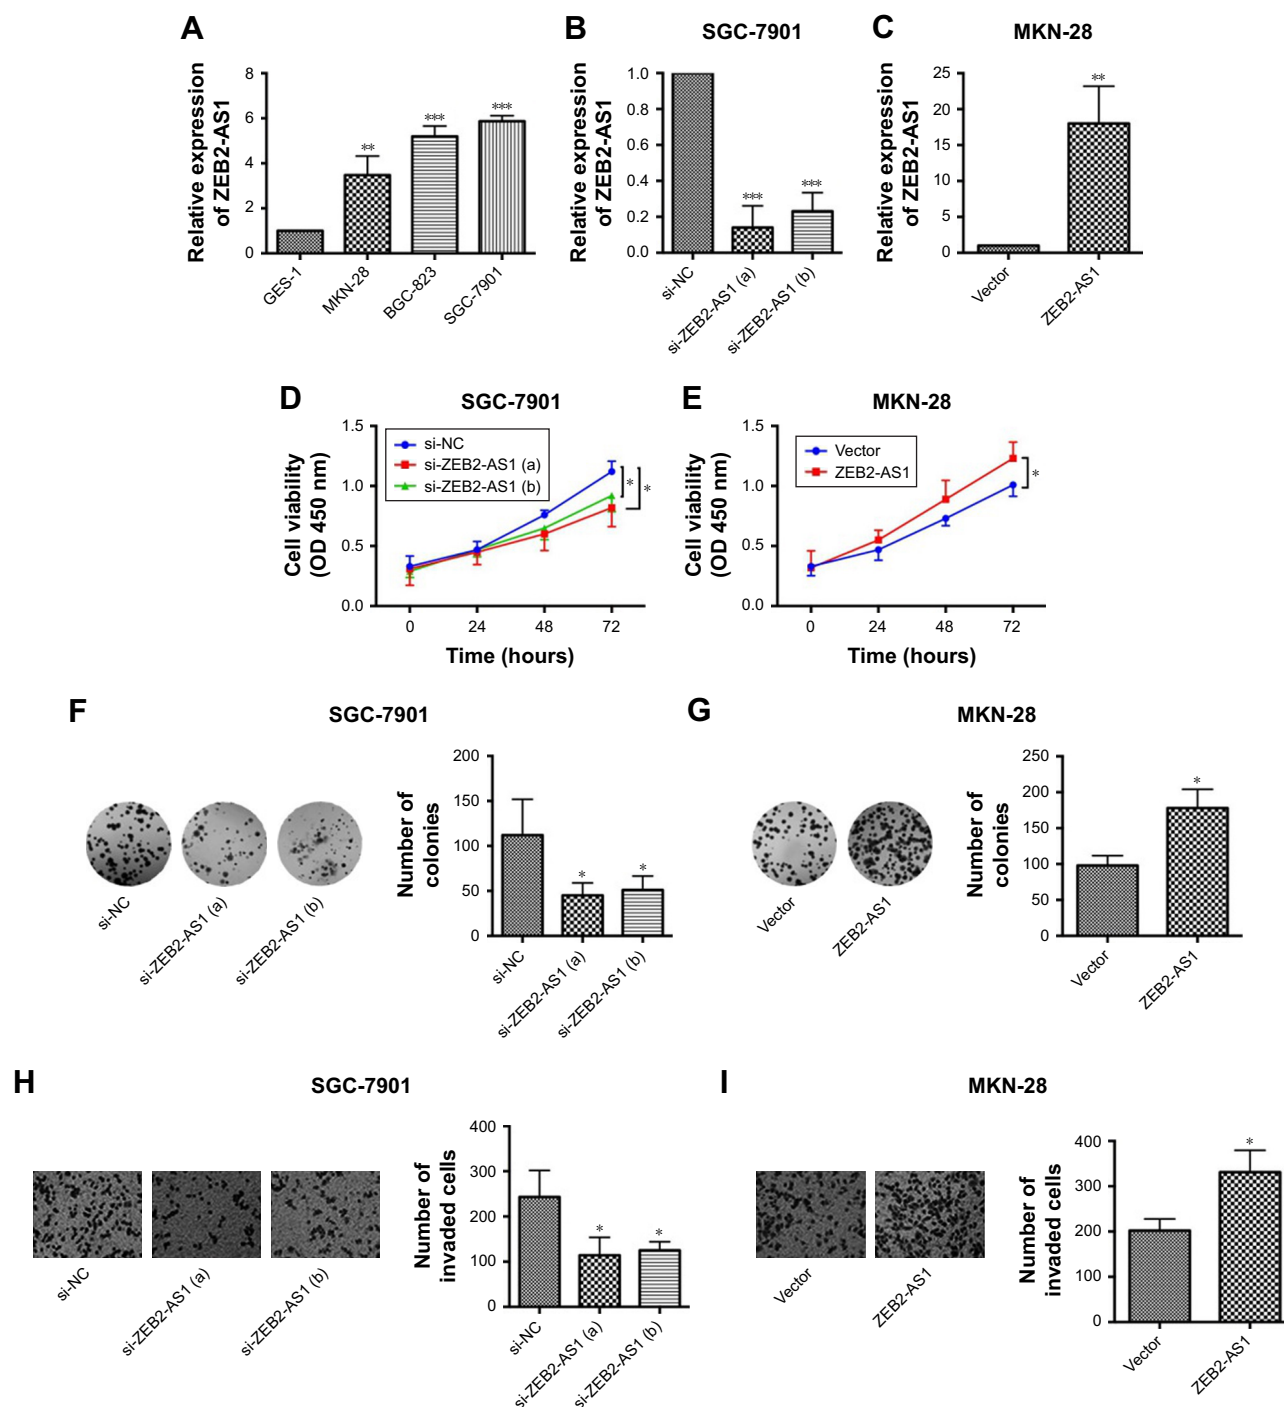 A
Relative expression
of ZEB2-AS1
8
6
4
2
0
**
***
***
GES-1
MKN-28
BGC-823
SGC-7901
B
SGC-7901
Relative expression
of ZEB2-AS1
1.0
0.8
0.6
0.4
0.2
0.0
***
***
si-NC
si-ZEB2-AS1 (a)
si-ZEB2-AS1 (b)
C
MKN-28
Relative expression
of ZEB2-AS1
25
20
15
10
5
0
**
Vector
ZEB2-AS1
D
SGC-7901
Cell viability
(OD 450 nm)
1.5
1.0
0.5
0.0
si-NC
si-ZEB2-AS1 (a)
si-ZEB2-AS1 (b)
*
*
0
24
48
72
Time (hours)
E
MKN-28
Cell viability
(OD 450 nm)
1.5
1.0
0.5
0.0
Vector
ZEB2-AS1
*
0
24
48
72
Time (hours)
F
SGC-7901
si-NC
si-ZEB2-AS1 (a)
si-ZEB2-AS1 (b)
Number of
colonies
200
150
100
50
0
*
*
si-NC
si-ZEB2-AS1 (a)
si-ZEB2-AS1 (b)
G
MKN-28
Vector
ZEB2-AS1
Number of
colonies
250
200
150
100
50
0
*
Vector
ZEB2-AS1
H
SGC-7901
si-NC
si-ZEB2-AS1 (a)
si-ZEB2-AS1 (b)
Number of
invaded cells
400
300
200
100
0
*
*
si-NC
si-ZEB2-AS1 (a)
si-ZEB2-AS1 (b)
I
MKN-28
Vector
ZEB2-AS1
Number of
invaded cells
400
300
200
100
0
*
Vector
ZEB2-AS1